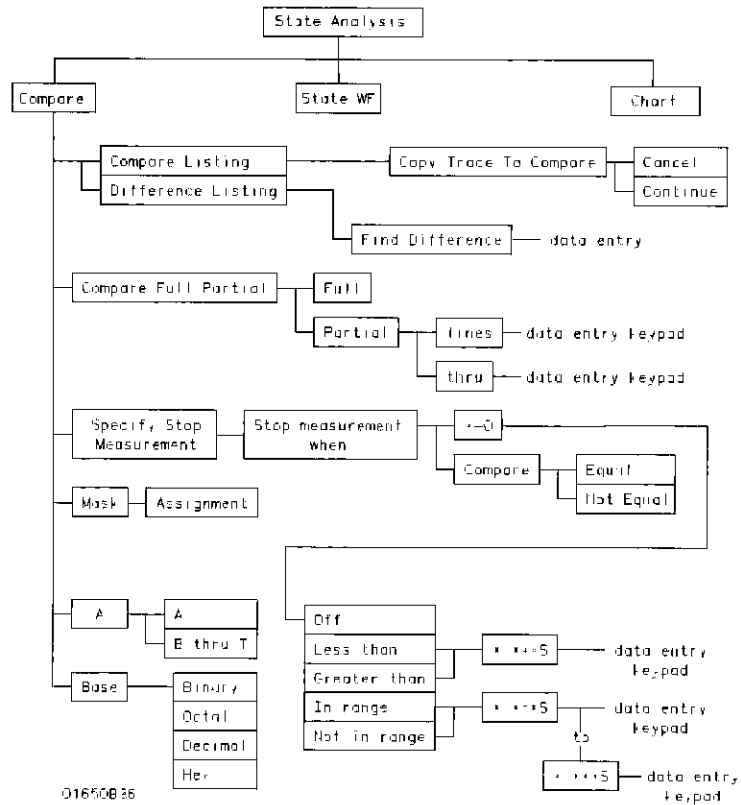 State Analysis
Compare
State WF
Chart
Compare Listing
Copy Trace To Compare
Cancel
Difference Listing
Continue
Find Difference
data entry
Compare Full Partial
Full
Partial
lines
data entry keypad
thru
data entry keypad
Specify Stop
Measurement
Stop measurement
when
X-O
Compare
Equal
Not Equal
Mask
Assignment
A
A
B thru T
Off
Less than
data entry
keypad
Greater than
Base
Binary
In range
data entry
keypad
Octal
Not in range
to
Decimal
Hex
data entry
keypad